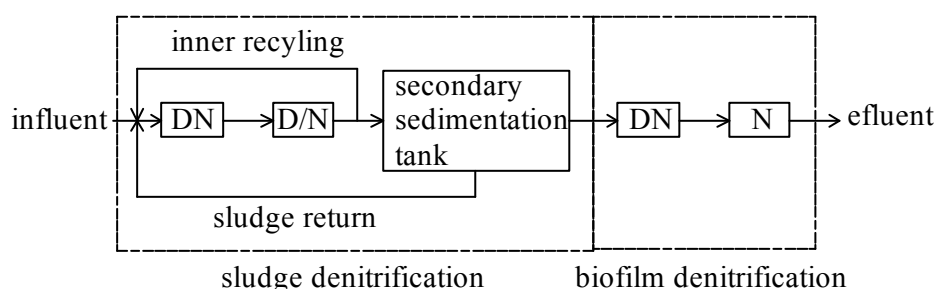 inner recyling
influent
DN
D/N
secondary
sedimentation
tank
DN
N
efluent
sludge return
sludge denitrification
biofilm denitrification